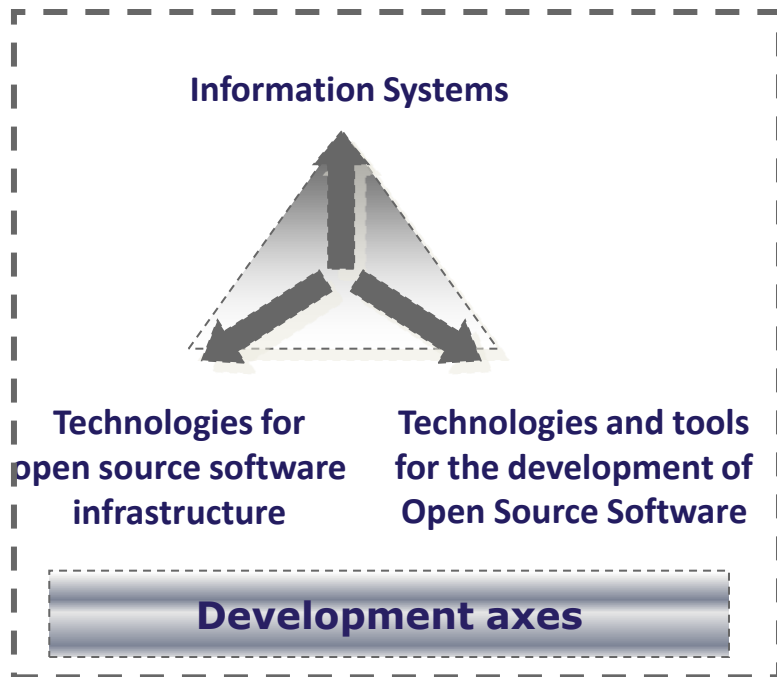 Information Systems
Technologies for
open source software
infrastructure
Technologies and tools
for the development of
Open Source Software
Development axes